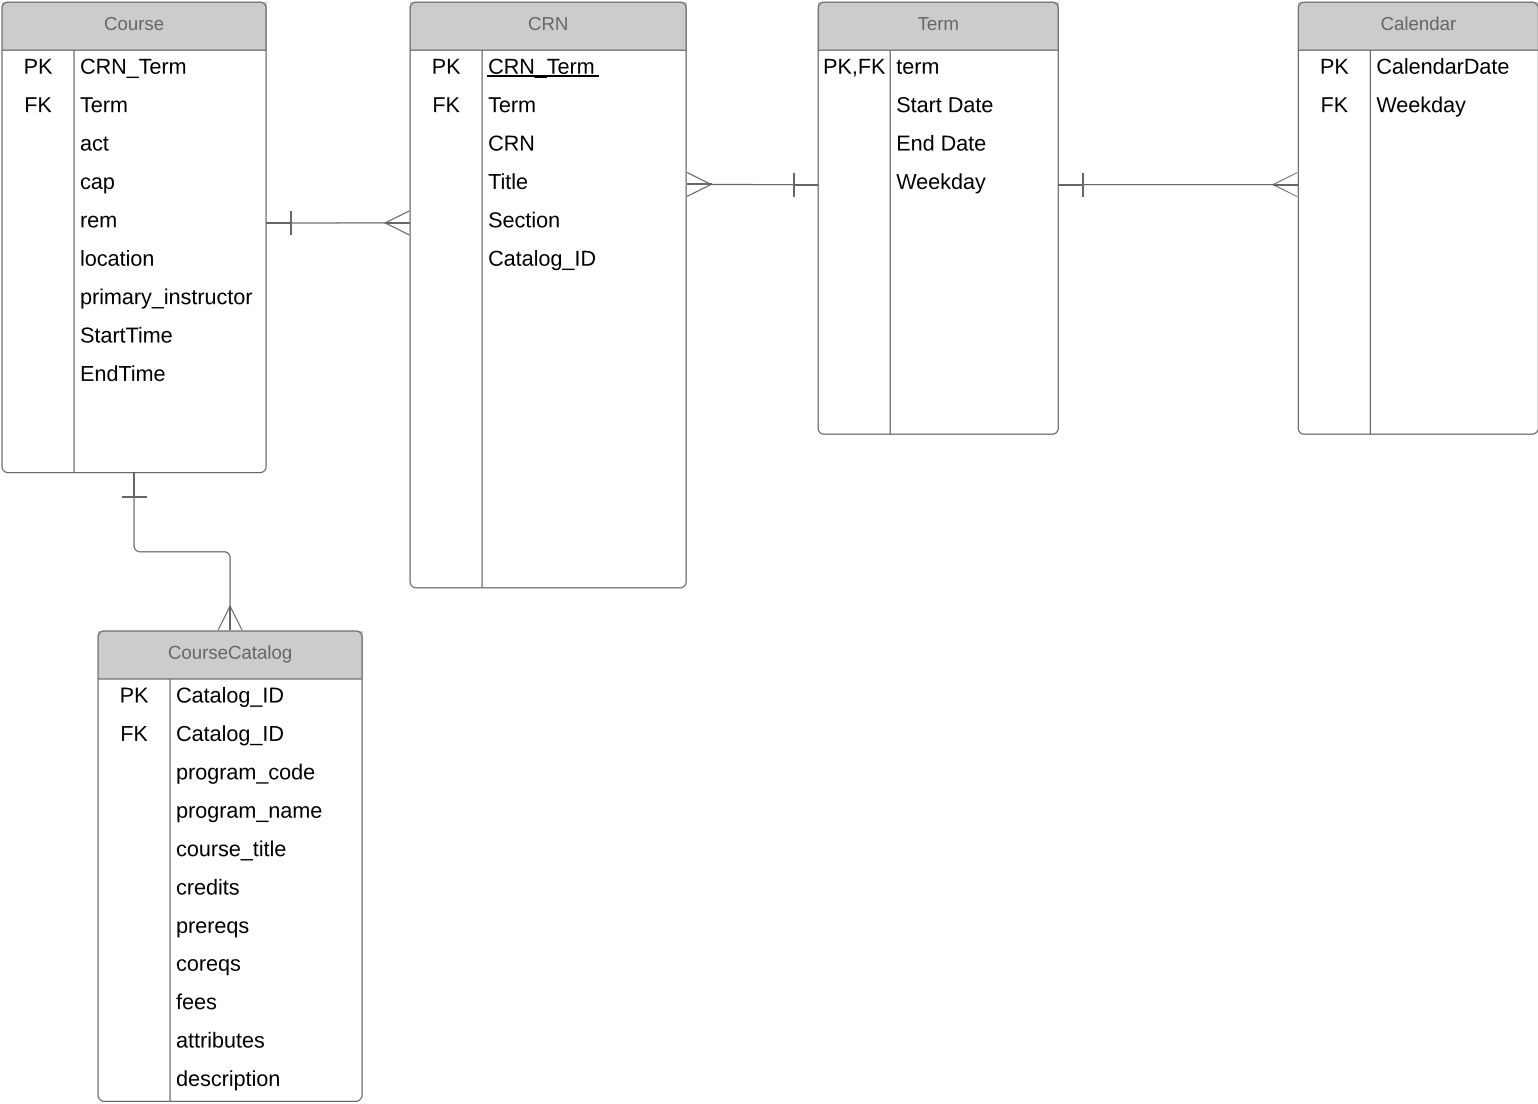 Course
PK CRN_Term
FK Term
act
cap
rem
location
primary_instructor
StartTime
EndTime
CRN
PK CRN_Term
FK Term
CRN
Title
Section
Catalog_ID
Term
PK,FK term
Start Date
End Date
Weekday
Calendar
PK CalendarDate
FK Weekday
CourseCatalog
PK Catalog_ID
FK Catalog_ID
program_code
program_name
course_title
credits
prereqs
coreqs
fees
attributes
description